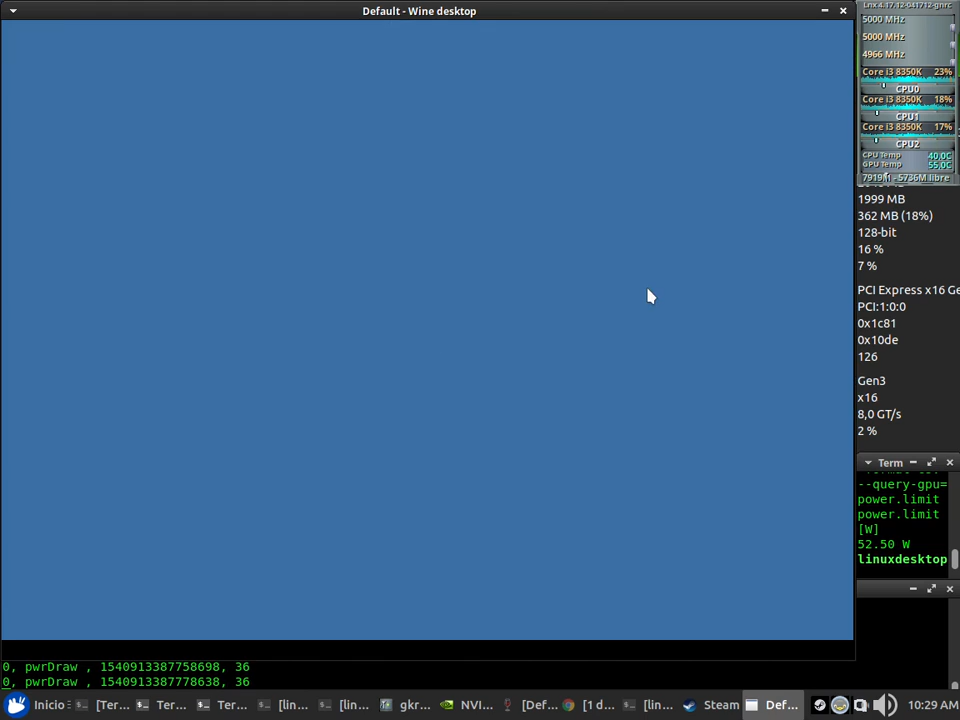 Default - Wine desktop
Lnx 4.17.12-041712-gnrc
5000 MHz
5000 MHz
4966 MHz
Core i3 8350K 23%
CPU0
Core i3 8350K 18%
CPU1
Core i3 8350K 17%
CPU2
CPU Temp 40,0C
GPU Temp 55,0C
7919M - 5736M libre
1999 MB
362 MB (18%)
128-bit
16 %
7 %
PCI Express x16 Ge
PCI:1:0:0
0x1c81
0x10de
126
Gen3
x16
8,0 GT/s
2 %
Term
--query-gpu=
power.limit
power.limit
[W]
52.50 W
linuxdesktop
0, pwrDraw , 1540913387758698, 36
0, pwrDraw , 1540913387778638, 36
Inicio [Ter... Ter... Ter... [lin... [lin... gkr... NVI... [Def... [1 d... [lin... Steam Def... 10:29 AM